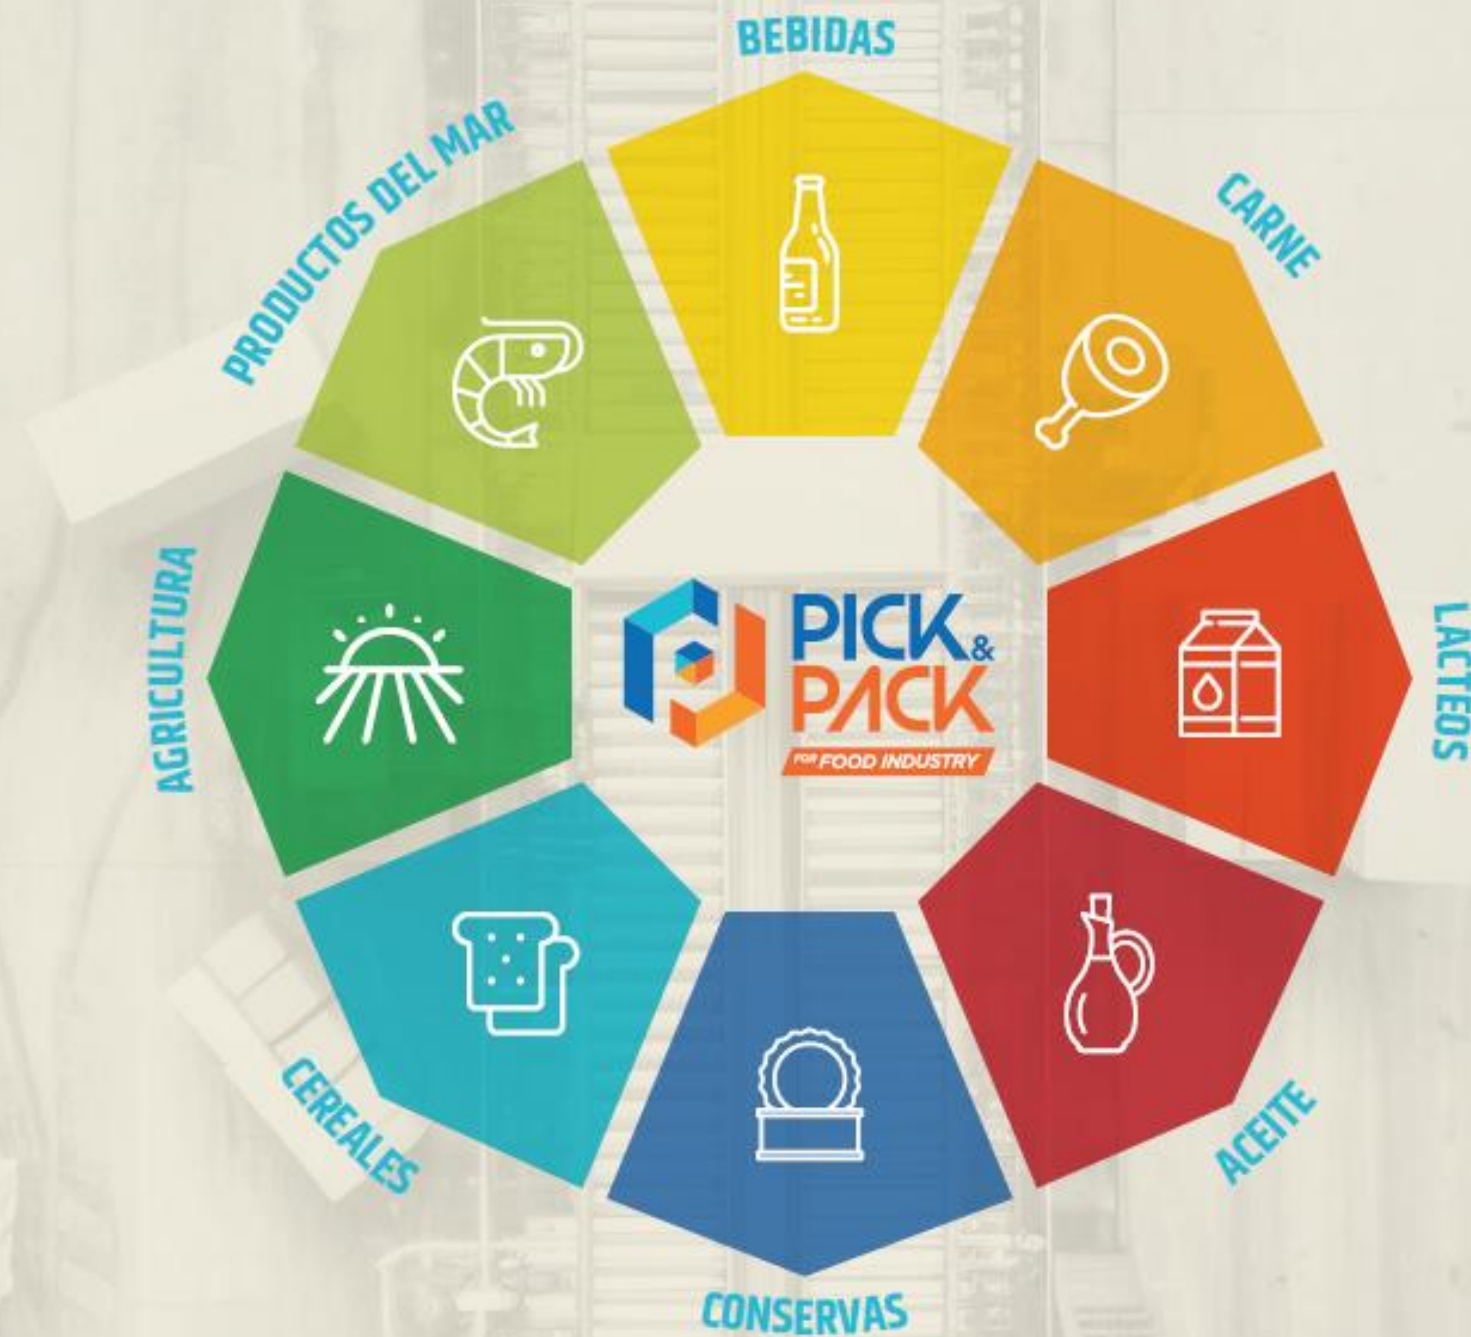 BEBIDAS
PRODUCTOS DEL MAR
CARNE
AGRICULTURA
PICK&
PACK
FOR FOOD INDUSTRY
LACTEOS
CEREALES
ACEITE
CONSERVAS